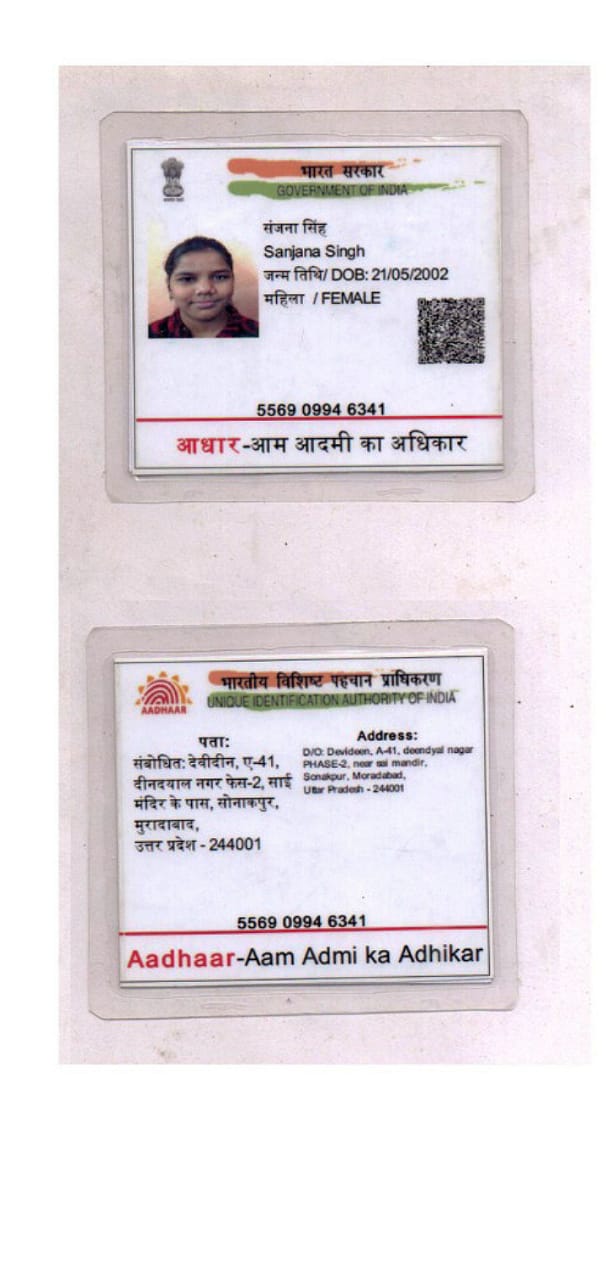 भारत सरकार
GOVERNMENT OF INDIA
संजना सिंह
Sanjana Singh
जन्म तिथि/ DOB: 21/05/2002
महिला / FEMALE
5569 0994 6341
आधार-आम आदमी का अधिकार
भारतीय विशिष्ट पहचान प्राधिकरण
UNIQUE IDENTIFICATION AUTHORITY OF INDIA
AADHAAR
पता:
संबोधित: देवीदीन, ए-41,
दीनदयाल नगर फेस-2, साई
मंदिर के पास, सोनाकपुर,
मुरादाबाद,
उत्तर प्रदेश - 244001
Address:
D/O: Devideen, A-41, deendyal nagar
PHASE-2, near sai mandir,
Sonakpur, Moradabad,
Uttar Pradesh - 244001
5569 0994 6341
Aadhaar-Aam Admi ka Adhikar